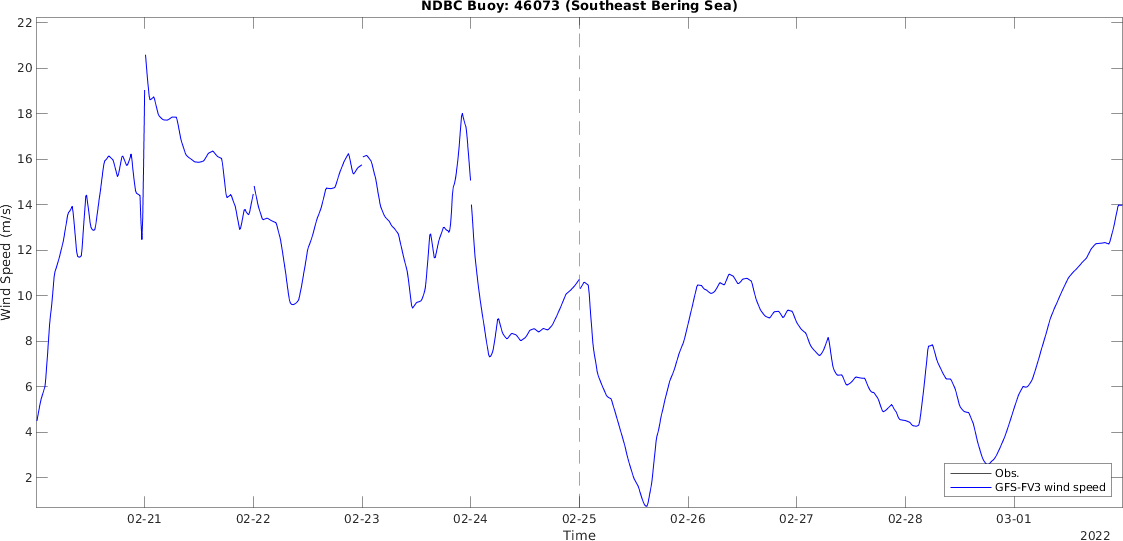 NDBC Buoy: 46073 (Southeast Bering Sea)
22
20
18
16
14
12
10
8
6
4
2
Wind Speed (m/s)
Obs.
GFS-FV3 wind speed
02-21 02-22 02-23 02-24 02-25 02-26 02-27 02-28 03-01
Time
2022